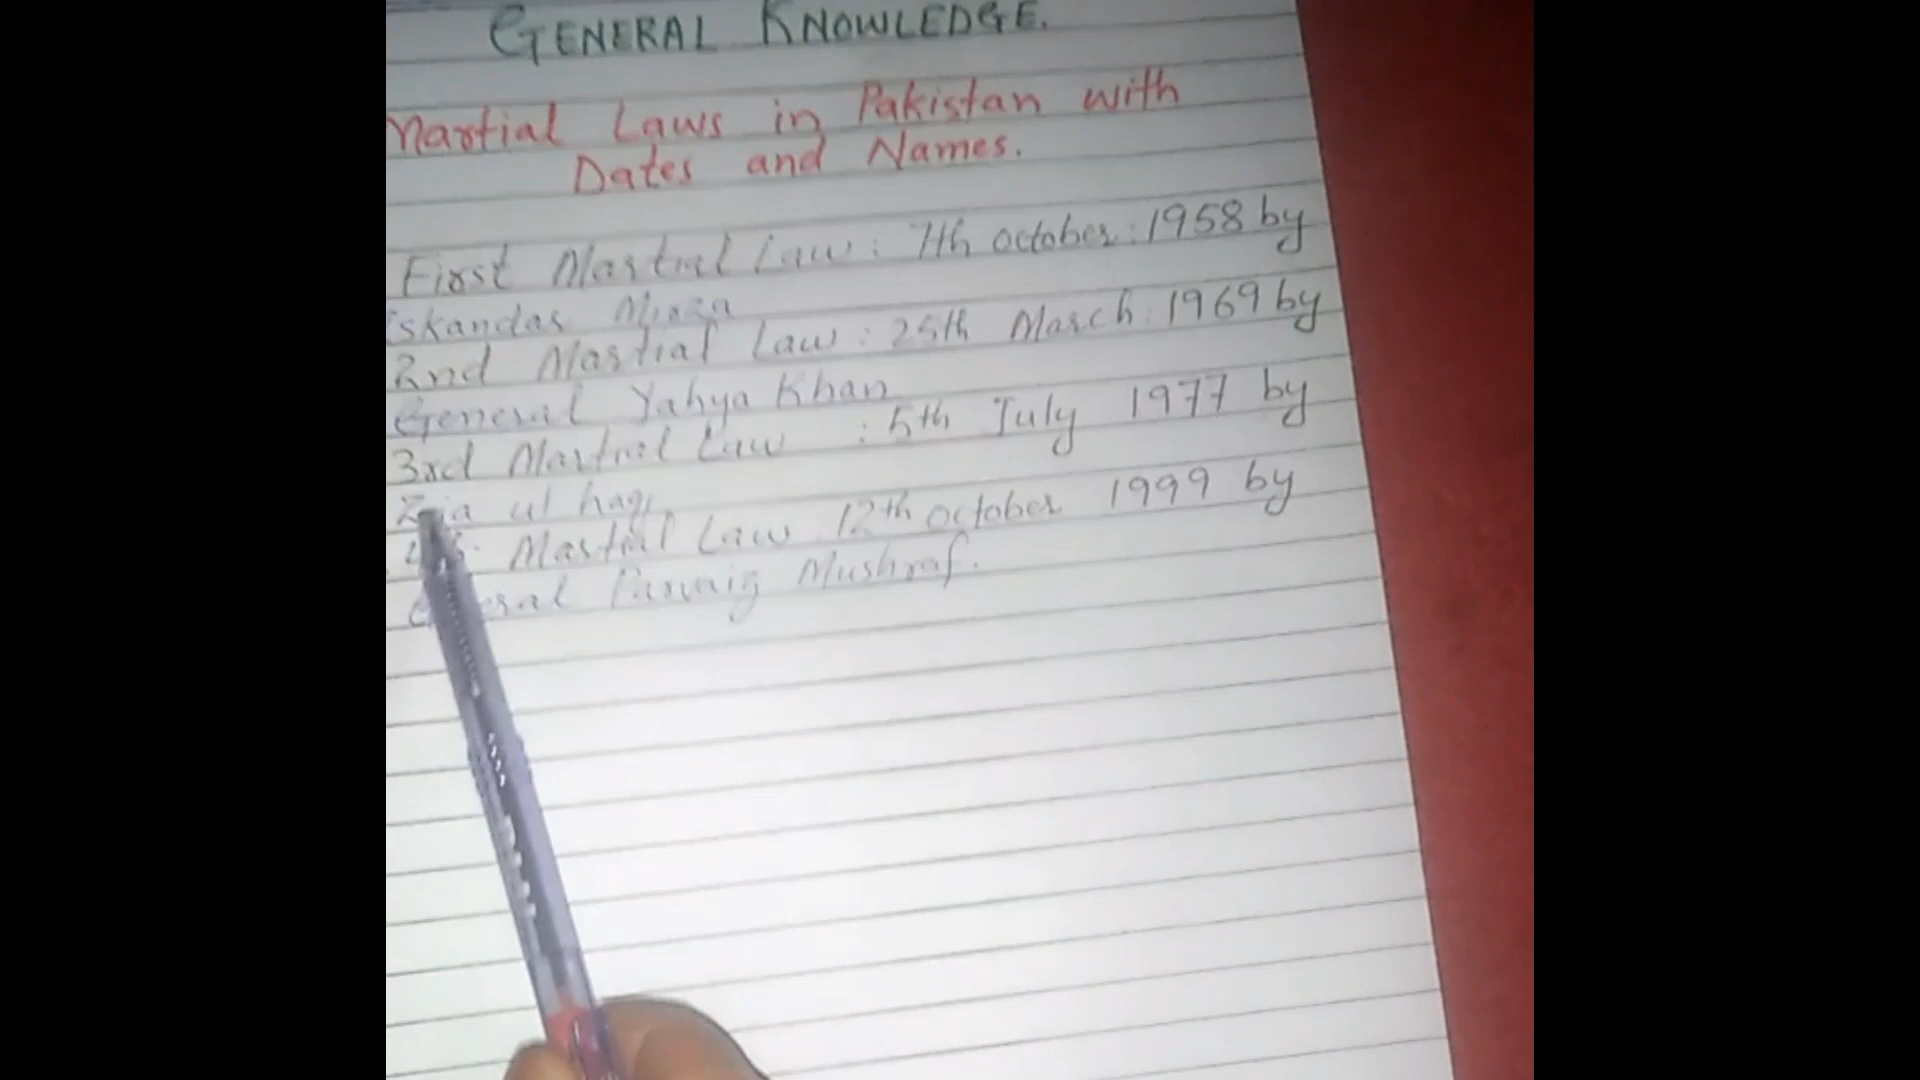 GENERAL KNOWLEDGE.
Martial Laws in Pakistan with
Dates and Names.
First Martial Law: 7th october: 1958 by
iskandar Mirza
2nd Martial Law: 25th March: 1969 by
General Yahya Khan
3rd Martial Law : 5th July 1977 by
Zia ul haq
Martial Law 12th october 1999 by
Mushraf.